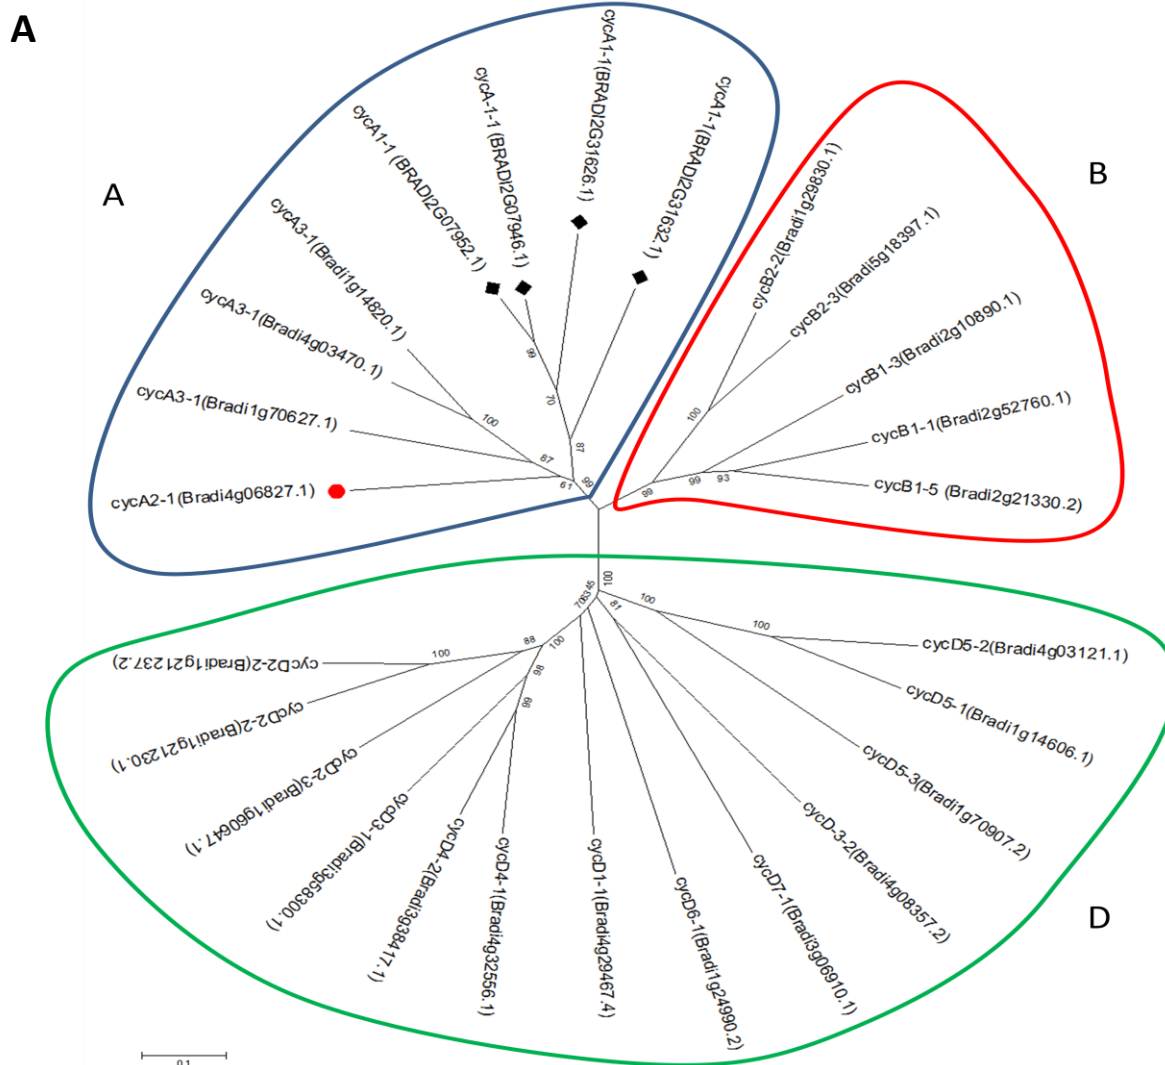 A
A
cycA1-1 (BRADI2G07952.1)
cycA-1-1 (BRADI2G07946.1)
cycA1-1 (BRADI2G31626.1)
cycA1-1(BRADI2G31632.1)
cycA3-1(Bradi1g14820.1)
cycA3-1(Bradi4g03470.1)
cycA3-1(Bradi1g70627.1)
cycA2-1 (Bradi4g06827.1)
99
70
87
100
87
61
99
B
cycB2-2(Bradi1g29830.1)
cycB2-3(Bradi5g18397.1)
cycB1-3(Bradi2g10890.1)
cycB1-1(Bradi2g52760.1)
cycB1-5 (Bradi2g21330.2)
100
99
93
98
100
45
63
70
81
100
100
100
88
100
98
99
cycD5-2(Bradi4g03121.1)
cycD5-1(Bradi1g14606.1)
cycD5-3(Bradi1g70907.2)
cycD-3-2(Bradi4g08357.2)
cycD7-1(Bradi3g06910.1)
cycD6-1(Bradi1g24990.2)
cycD1-1(Bradi4g29467.4)
cycD4-1(Bradi4g32556.1)
cycD4-2(Bradi3g38417.1)
cycD3-1(Bradi3g58300.1)
cycD2-3(Bradi1g60647.1)
cycD2-2(Bradi1g21230.1)
cycD2-2(Bradi1g21237.2)
D
0.1